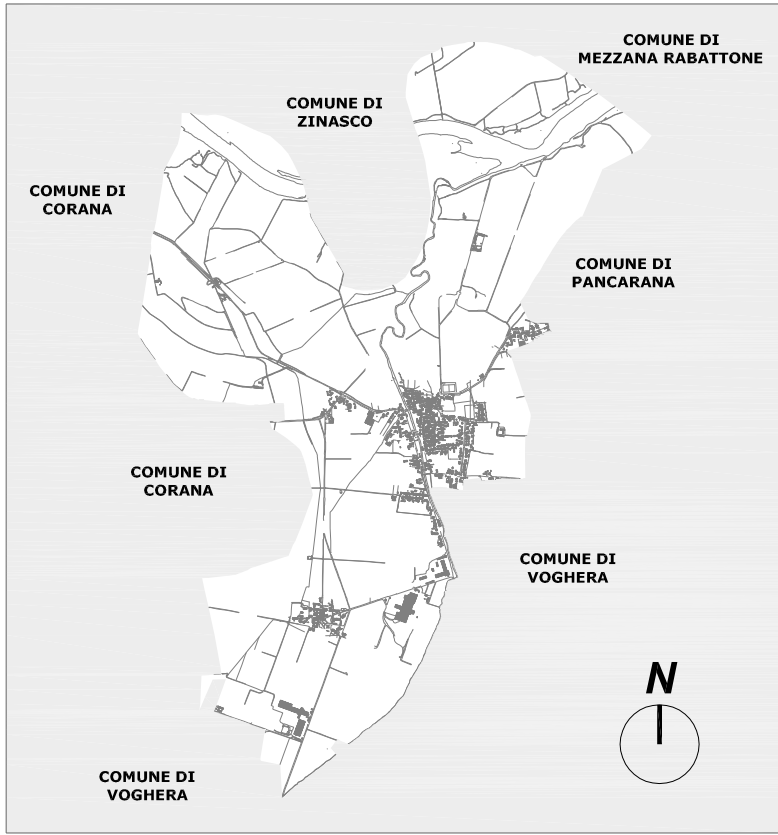 COMUNE DI
MEZZANA RABATTONE
COMUNE DI
ZINASCO
COMUNE DI
CORANA
COMUNE DI
PANCARANA
COMUNE DI
CORANA
COMUNE DI
VOGHERA
N
COMUNE DI
VOGHERA